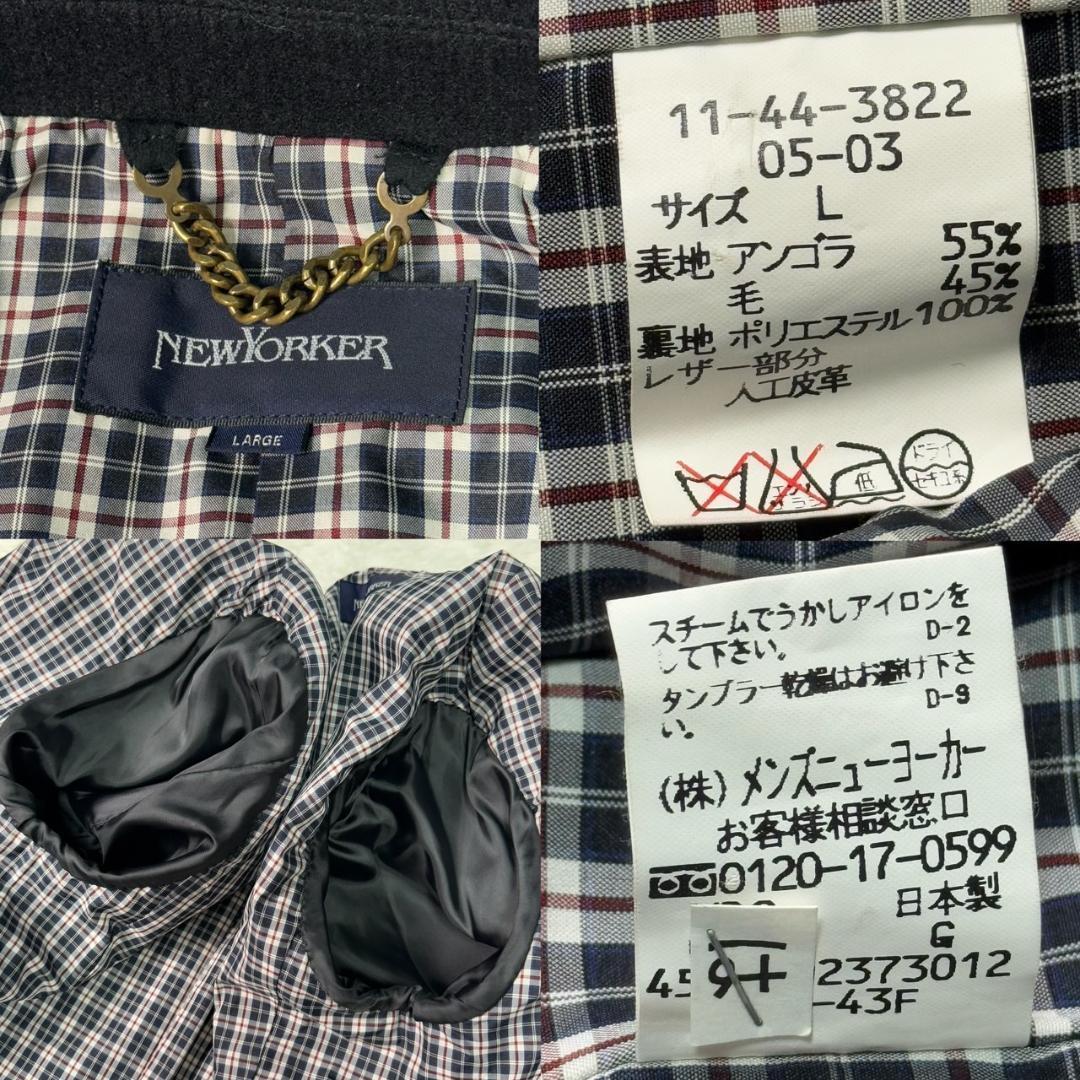 NEWYORKER
LARGE
11-44-3822
05-03
サイズ L
表地 アンゴラ 55%
毛 45%
裏地 ポリエステル100%
レザー部分
人工皮革
低
ドライ
セキユ系
スチームでうかしアイロンを
して下さい。 D-2
タンブラー乾燥はお避け下さ
い。 D-9
(株)メンズニューヨーカー
お客様相談窓口
0120-17-0599
日本製
G
2373012
-43F